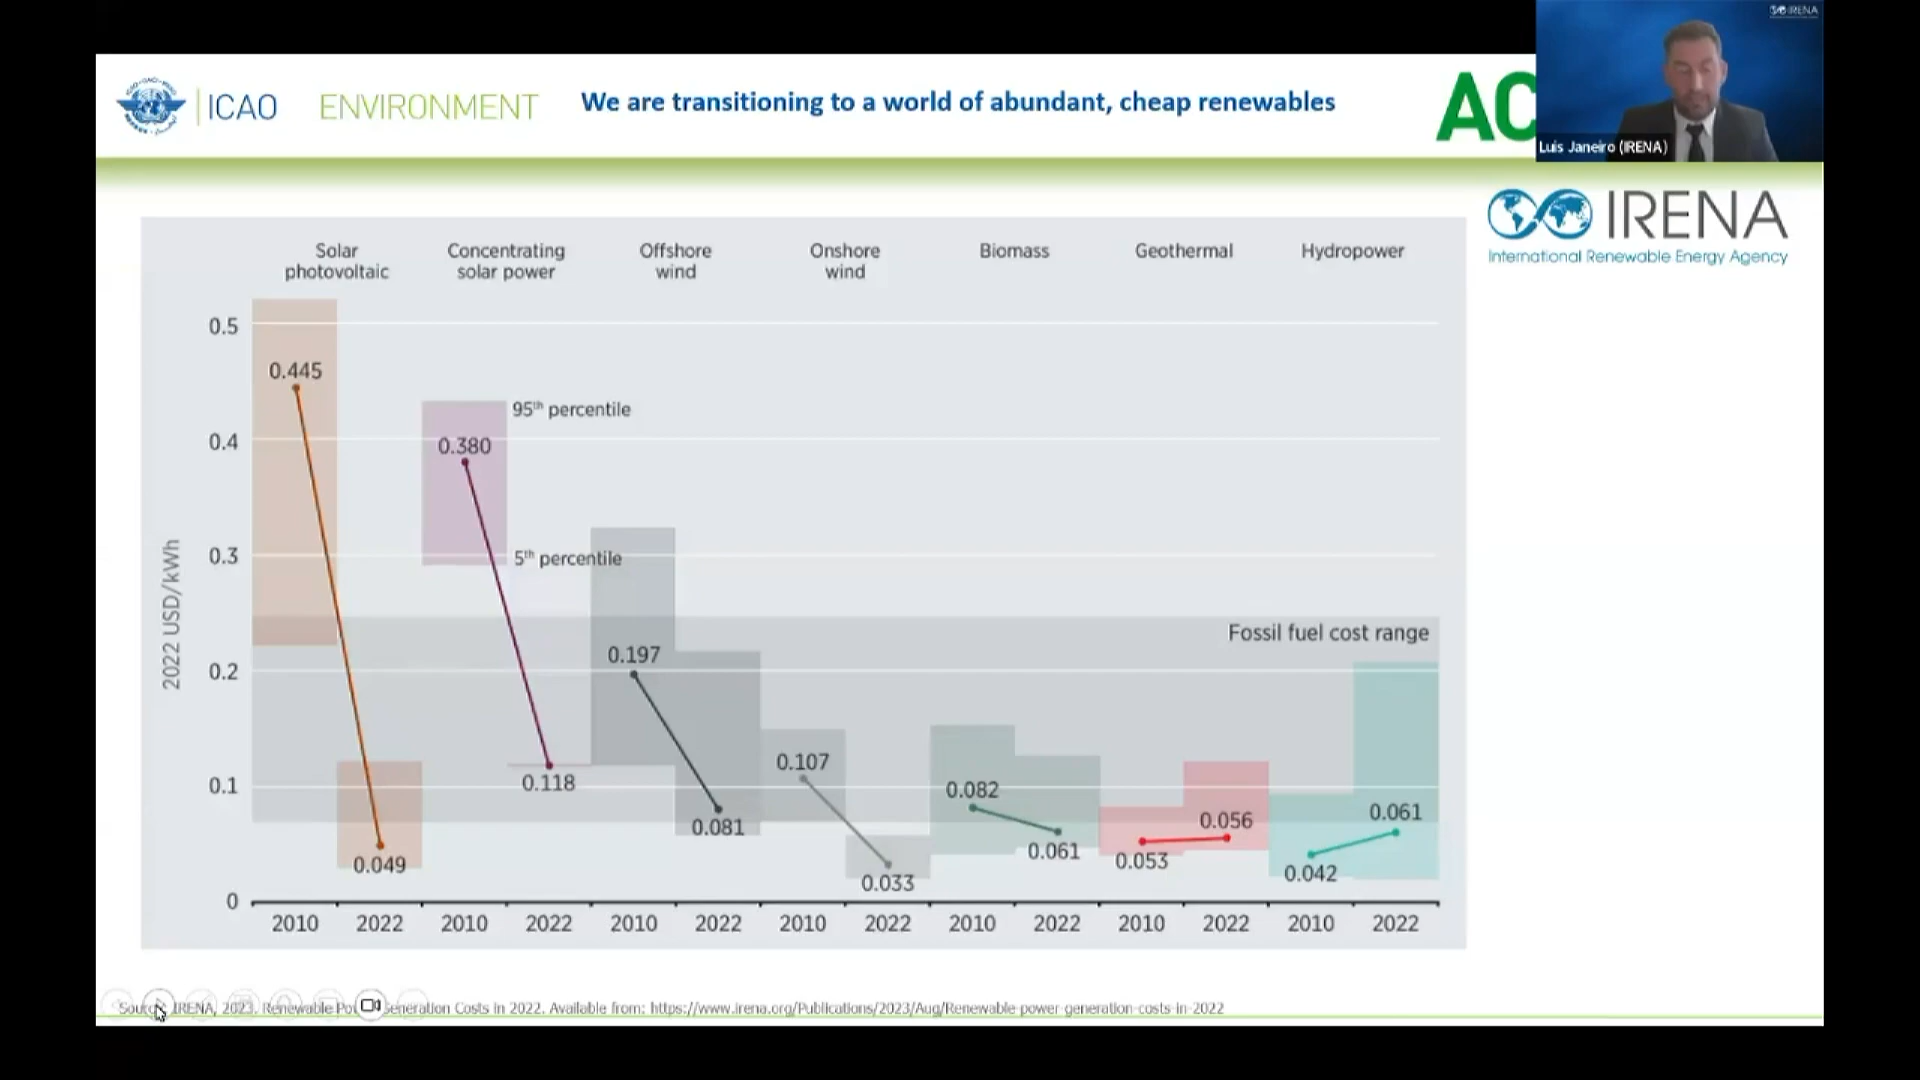 IRENA
ICAO
ENVIRONMENT
We are transitioning to a world of abundant, cheap renewables
AC
Luis Janeiro (IRENA)
IRENA
International Renewable Energy Agency
Solar
photovoltaic
Concentrating
solar power
Offshore
wind
Onshore
wind
Biomass
Geothermal
Hydropower
2022 USD/kWh
0.5
0.4
0.3
0.2
0.1
0
0.445
0.049
0.380
0.118
95th percentile
5th percentile
0.197
0.081
0.107
0.033
0.082
0.061
0.053
0.056
0.042
0.061
Fossil fuel cost range
2010 2022 2010 2022 2010 2022 2010 2022 2010 2022 2010 2022 2010 2022
IRENA, 2023. Renewable Generation Costs in 2022. Available from: https://www.irena.org/Publications/2023/Aug/Renewable-power-generation-costs-in-2022